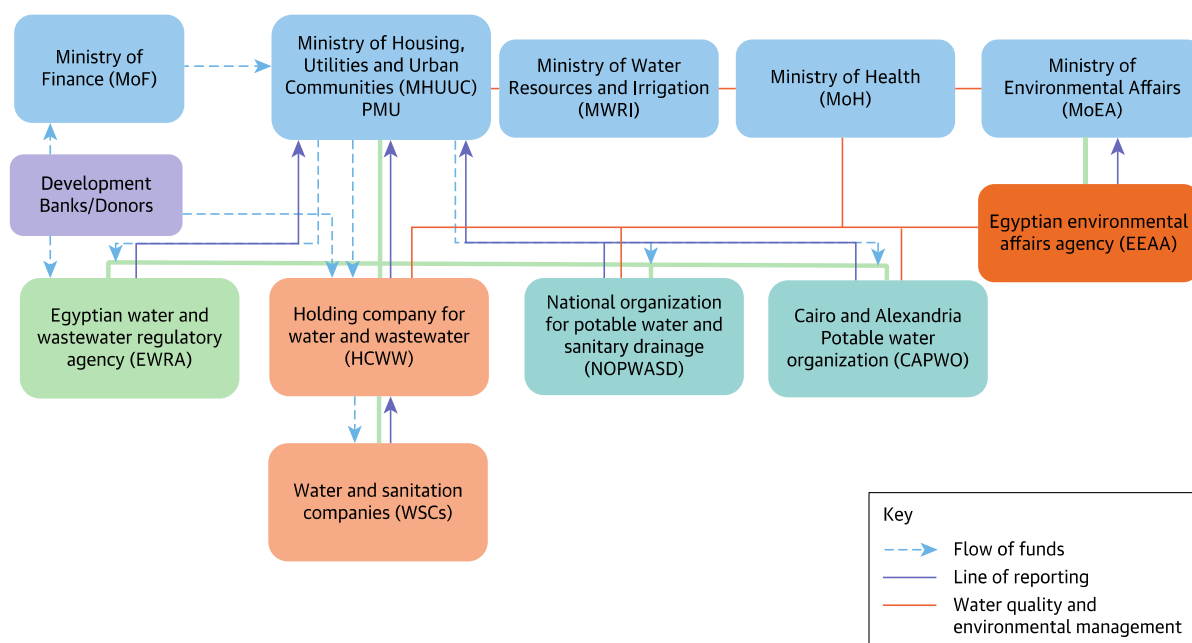 Ministry of
Finance (MoF)
Ministry of Housing,
Utilities and Urban
Communities (MHUUC)
PMU
Ministry of Water
Resources and Irrigation
(MWRI)
Ministry of Health
(MoH)
Ministry of
Environmental Affairs
(MoEA)
Development
Banks/Donors
Egyptian environmental
affairs agency (EEAA)
Egyptian water and
wastewater regulatory
agency (EWRA)
Holding company for
water and wastewater
(HCWW)
National organization
for potable water and
sanitary drainage
(NOPWASD)
Cairo and Alexandria
Potable water
organization (CAPWO)
Water and sanitation
companies (WSCs)
Key
Flow of funds
Line of reporting
Water quality and
environmental management